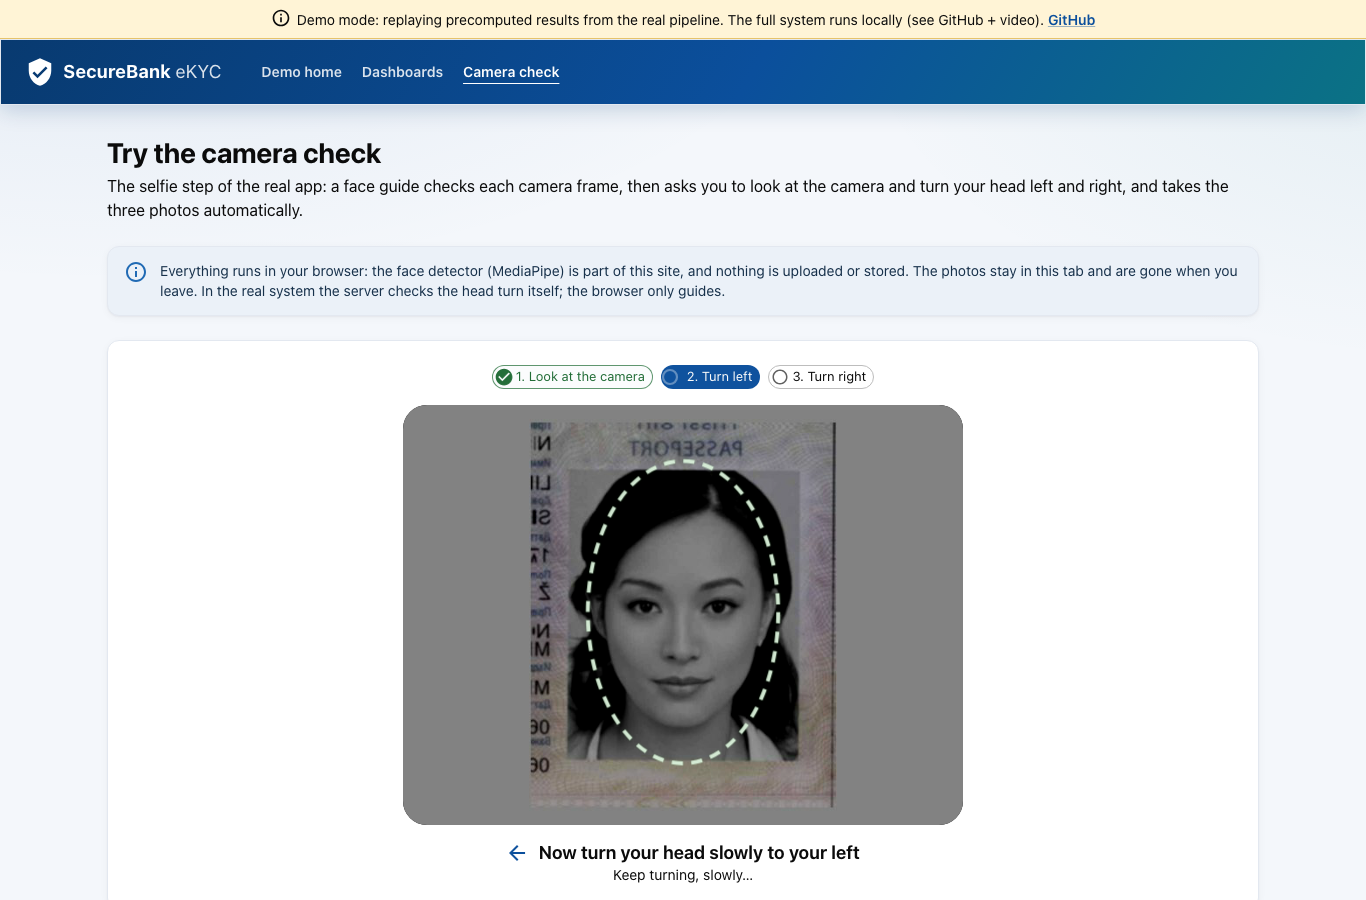 Demo mode: replaying precomputed results from the real pipeline. The full system runs locally (see GitHub + video). GitHub
SecureBank eKYC
Demo home
Dashboards
Camera check
Try the camera check
The selfie step of the real app: a face guide checks each camera frame, then asks you to look at the camera and turn your head left and right, and takes the
three photos automatically.
Everything runs in your browser: the face detector (MediaPipe) is part of this site, and nothing is uploaded or stored. The photos stay in this tab and are gone when you
leave. In the real system the server checks the head turn itself; the browser only guides.
1. Look at the camera
2. Turn left
3. Turn right
PASSEPORT
Now turn your head slowly to your left
Keep turning, slowly...